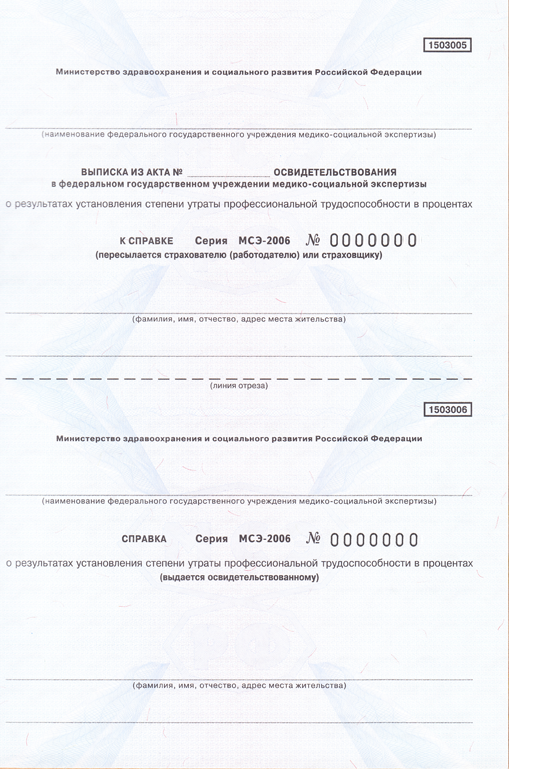 1503005
Министерство здравоохранения и социального развития Российской Федерации
(наименование федерального государственного учреждения медико-социальной экспертизы)
ВЫПИСКА ИЗ АКТА № ОСВИДЕТЕЛЬСТВОВАНИЯ
в федеральном государственном учреждении медико-социальной экспертизы
о результатах установления степени утраты профессиональной трудоспособности в процентах
К СПРАВКЕ Серия МСЭ-2006 № 0000000
(пересылается страхователю (работодателю) или страховщику)
(фамилия, имя, отчество, адрес места жительства)
(линия отреза)
1503006
Министерство здравоохранения и социального развития Российской Федерации
(наименование федерального государственного учреждения медико-социальной экспертизы)
СПРАВКА Серия МСЭ-2006 № 0000000
о результатах установления степени утраты профессиональной трудоспособности в процентах
(выдается освидетельствованному)
(фамилия, имя, отчество, адрес места жительства)